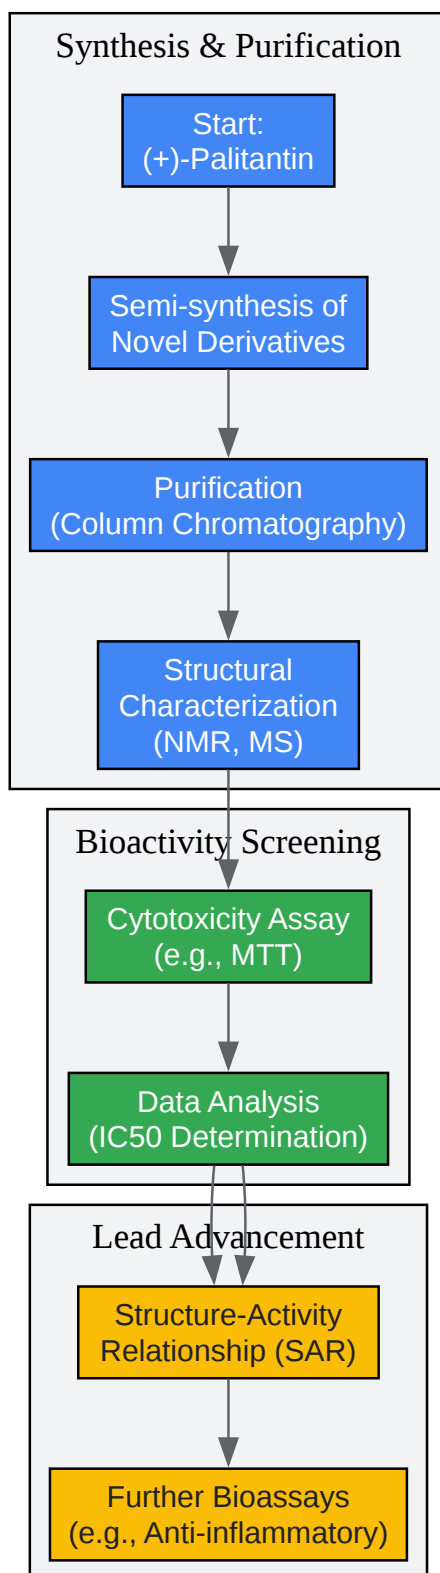 Synthesis & Purification
Start:
(+)-Palitantin
Semi-synthesis of
Novel Derivatives
Purification
(Column Chromatography)
Structural
Characterization
(NMR, MS)
Bioactivity Screening
Cytotoxicity Assay
(e.g., MTT)
Data Analysis
(IC50 Determination)
Lead Advancement
Structure-Activity
Relationship (SAR)
Further Bioassays
(e.g., Anti-inflammatory)